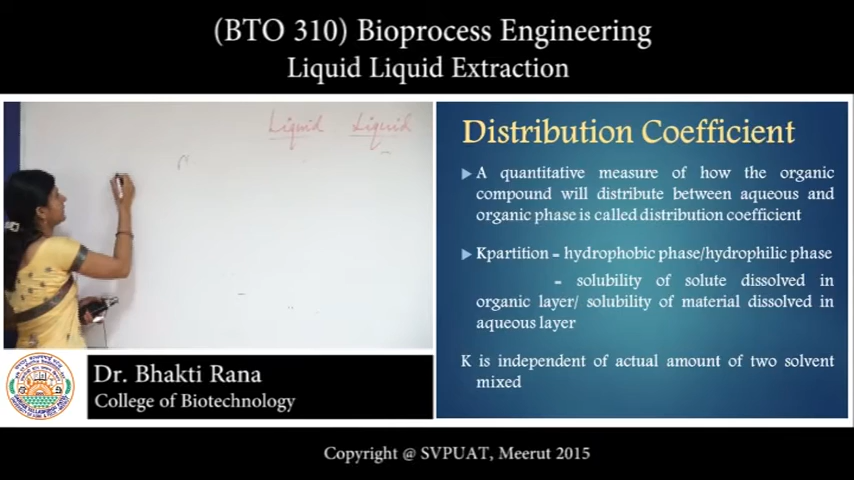 (BTO 310) Bioprocess Engineering
Liquid Liquid Extraction
Liquid Liquid
Distribution Coefficient
A quantitative measure of how the organic
compound will distribute between aqueous and
organic phase is called distribution coefficient
Kpartition = hydrophobic phase/hydrophilic phase
= solubility of solute dissolved in
organic layer/ solubility of material dissolved in
aqueous layer
K is independent of actual amount of two solvent
mixed
Dr. Bhakti Rana
College of Biotechnology
Copyright @ SVPUAT, Meerut 2015